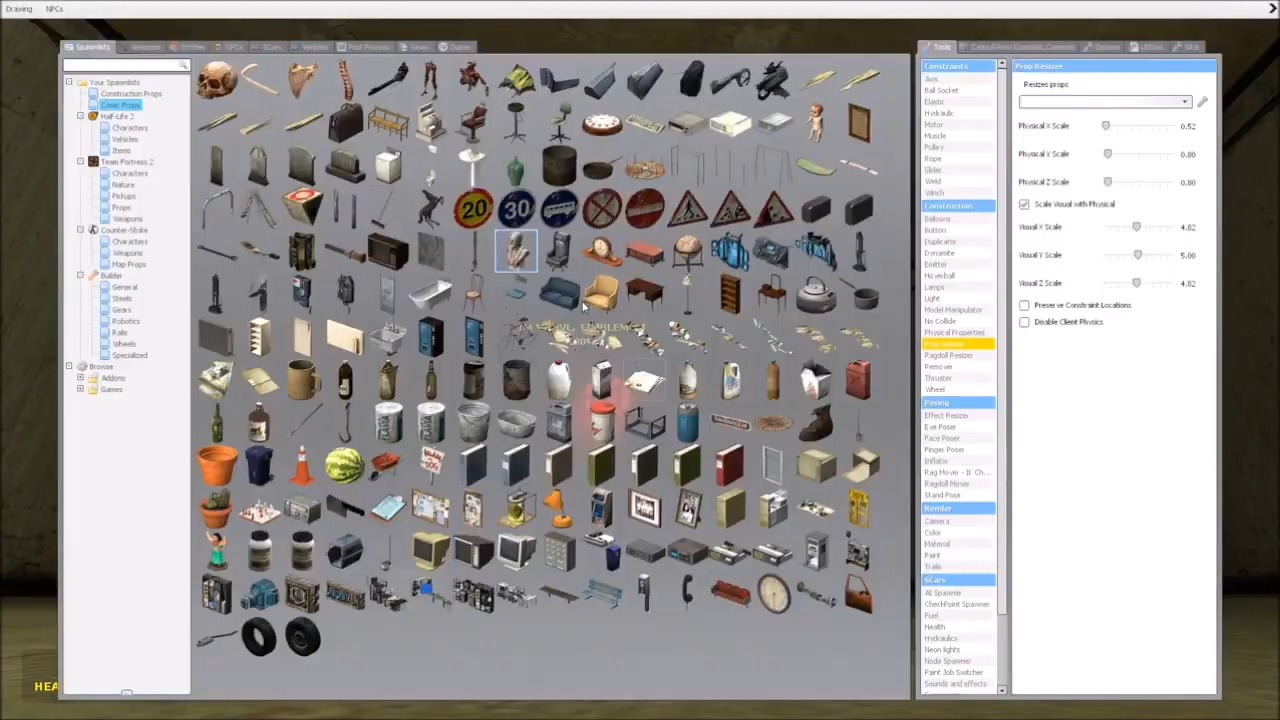 Drawing NPCs
Spawnlists
Your Spawnlists
Construction Props
Comic Props
Half-Life 2
Characters
Vehicles
Items
Team Fortress 2
Characters
Nature
Pickups
Props
Weapons
Counter-Strike
Characters
Weapons
Map Props
Builder
General
Steels
Gears
Robotics
Rails
Wheels
Specialized
Browse
Addons
Games
20
30
HEA
Tools
Constraints
Axis
Ball Socket
Elastic
Hydraulic
Motor
Muscle
Pulley
Rope
Slider
Weld
Winch
Construction
Balloons
Button
Duplicator
Dynamite
Emitter
Hoverball
Lamps
Light
Model Manipulator
No Collide
Physical Properties
Prop Resizer
Ragdoll Resizer
Remover
Thruster
Wheel
Posing
Effect Resizer
Eye Poser
Face Poser
Finger Poser
Inflator
Rag Mover - IK Ch...
Ragdoll Mover
Stand Pose
Render
Camera
Color
Material
Paint
Trails
SCars
AI Spawner
CheckPoint Spawner
Fuel
Health
Hydraulics
Neon lights
Node Spawner
Paint Job Switcher
Sounds and effects
Prop Resizer
Resizes props
Physical X Scale 0.52
Physical Y Scale 0.80
Physical Z Scale 0.80
Scale Visual with Physical
Visual X Scale 4.82
Visual Y Scale 5.00
Visual Z Scale 4.82
Preserve Constraint Locations
Disable Client Physics